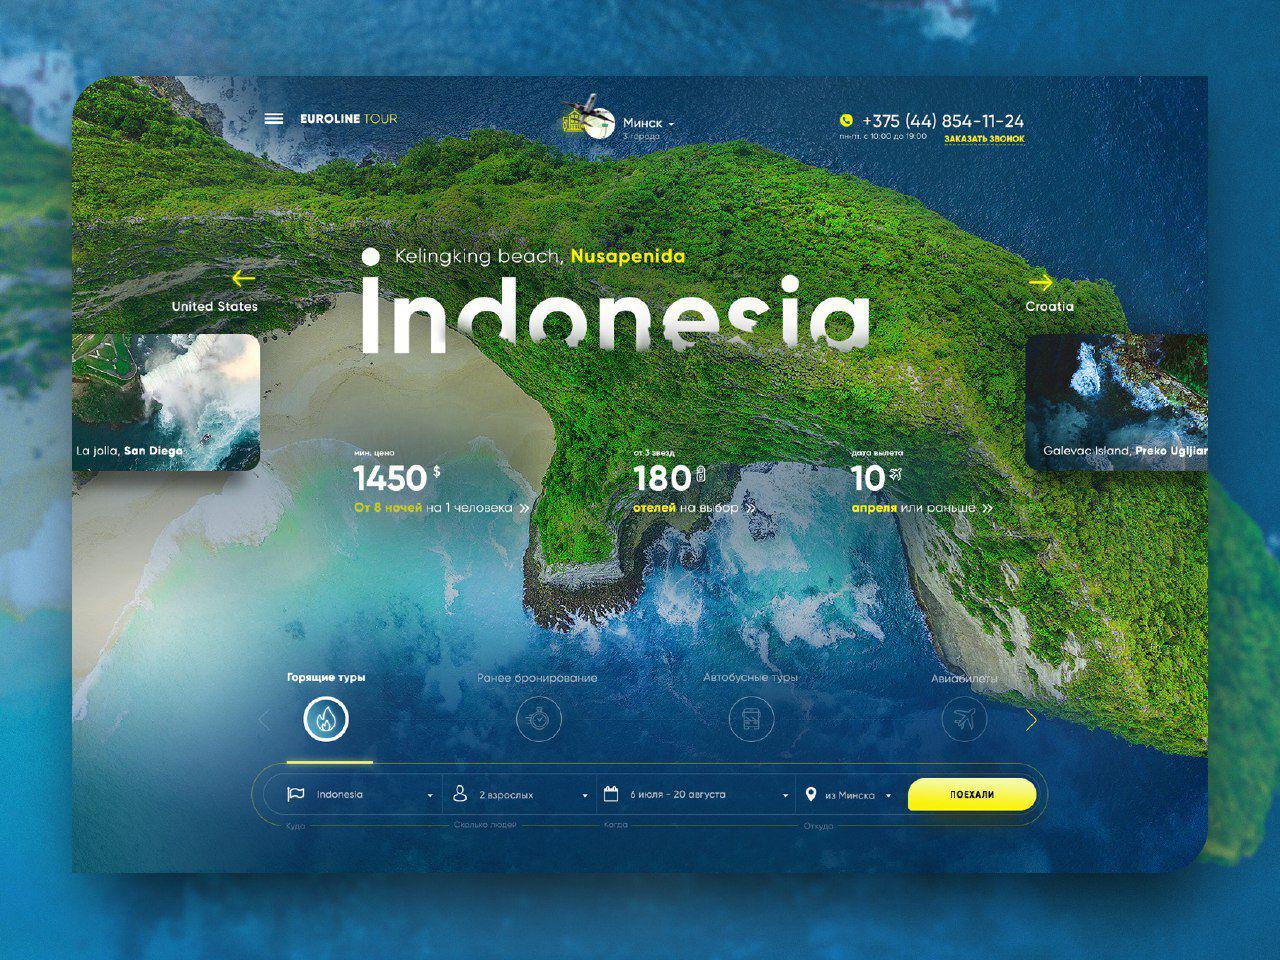 EUROLINE TOUR
Минск
3 города
+375 (44) 854-11-24
пн-пт. с 10:00 до 19:00
ЗАКАЗАТЬ ЗВОНОК
Kelingking beach, Nusapenida
indonesia
United States
La jolla, San Diego
Croatia
Galevac Island, Preko Ugljian
мин. цена
1450 $
От 8 ночей на 1 человека
от 3 звезд
180
отелей на выбор
дата вылета
10
апреля или раньше
Горящие туры
Ранее бронирование
Автобусные туры
Авиабилеты
Indonesia
2 взрослых
6 июля - 20 августа
из Минска
ПОЕХАЛИ
Куда
Сколько людей
Когда
Откуда